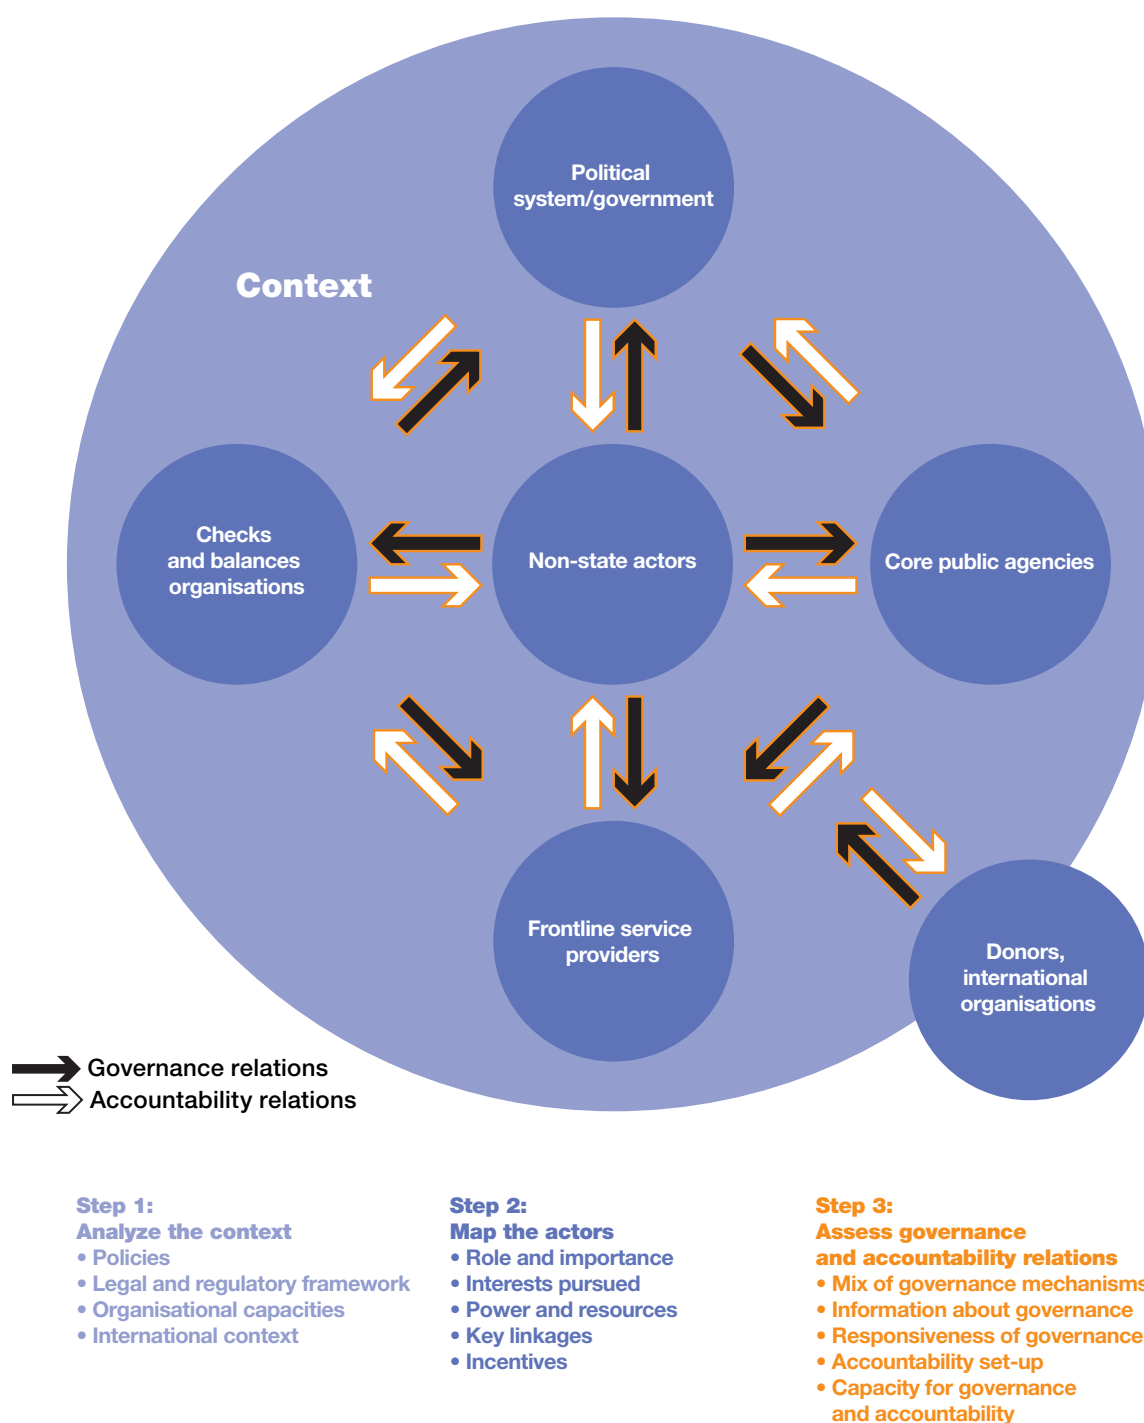 Political
system/government
Context
Checks
and balances
organisations
Non-state actors
Core public agencies
Frontline service
providers
Donors,
international
organisations
Governance relations
Accountability relations
Step 1:
Analyze the context
• Policies
• Legal and regulatory framework
• Organisational capacities
• International context
Step 2:
Map the actors
• Role and importance
• Interests pursued
• Power and resources
• Key linkages
• Incentives
Step 3:
Assess governance
and accountability relations
• Mix of governance mechanisms
• Information about governance
• Responsiveness of governance
• Accountability set-up
• Capacity for governance
and accountability